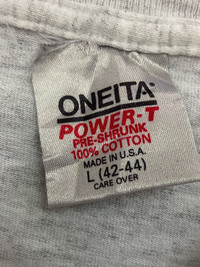 ONEITA
POWER-T
PRE-SHRUNK
100% COTTON
MADE IN U.S.A.
L (42-44)
CARE OVER